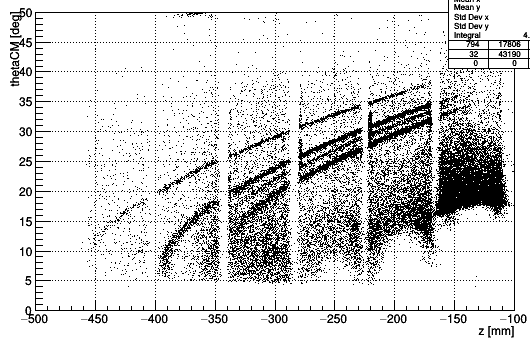 Mean y
Std Dev x
Std Dev y
Integral 4.
794 17806
32 43190
0 0
thetaCM [deg]
50
45
40
35
30
25
20
15
10
5
0
−500 −450 −400 −350 −300 −250 −200 −150 −100
z [mm]